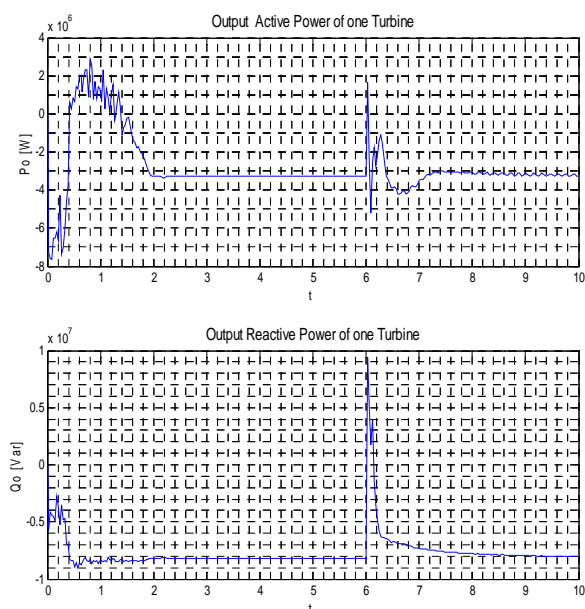 Output Active Power of one Turbine
x 10^6
4
2
0
-2
-4
-6
-8
Po [W]
0 1 2 3 4 5 6 7 8 9 10
t
Output Reactive Power of one Turbine
x 10^7
1
0.5
0
-0.5
-1
Qo [Var]
0 1 2 3 4 5 6 7 8 9 10
t